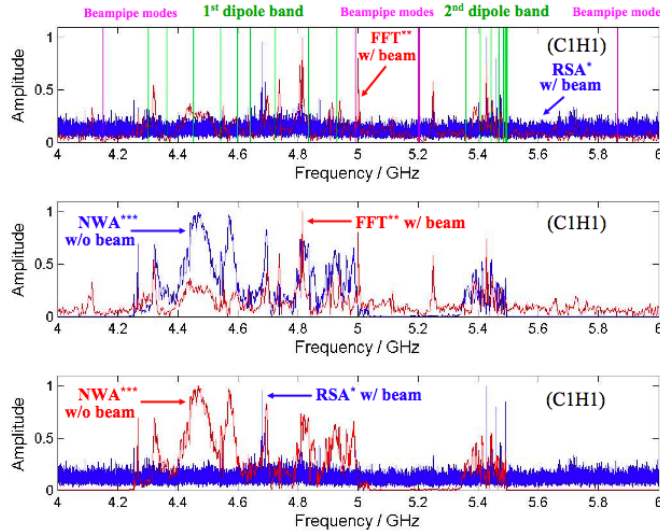 Beampipe modes 1st dipole band Beampipe modes 2nd dipole band Beampipe modes
Amplitude
1
0.5
0
FFT** w/ beam
RSA* w/ beam
(C1H1)
4 4.2 4.4 4.6 4.8 5 5.2 5.4 5.6 5.8 6
Frequency / GHz
Amplitude
1
0.5
0
NWA*** w/o beam
FFT** w/ beam
(C1H1)
4 4.2 4.4 4.6 4.8 5 5.2 5.4 5.6 5.8 6
Frequency / GHz
Amplitude
1
0.5
0
NWA*** w/o beam
RSA* w/ beam
(C1H1)
4 4.2 4.4 4.6 4.8 5 5.2 5.4 5.6 5.8 6
Frequency / GHz